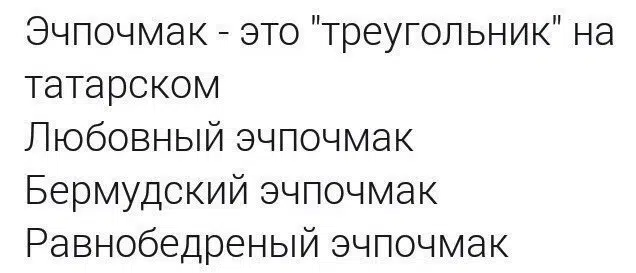 Эчпочмак - это "треугольник" на
татарском
Любовный эчпочмак
Бермудский эчпочмак
Равнобедреный эчпочмак